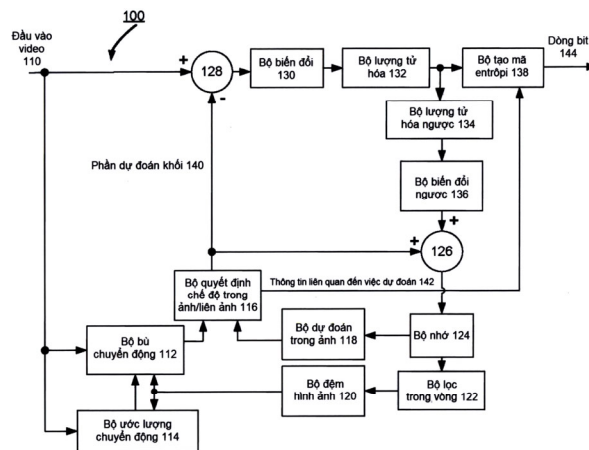 100
Đầu vào
video
110
+
128
-
Bộ biến đổi
130
Bộ lượng tử
hóa 132
Bộ tạo mã
entrôpi 138
Dòng bit
144
Bộ lượng tử
hóa ngược 134
Phần dự đoán khối 140
Bộ biến đổi
ngược 136
+
+
126
Bộ quyết định
chế độ trong
ảnh/liên ảnh 116
Thông tin liên quan đến việc dự đoán 142
Bộ bù
chuyển động 112
Bộ dự đoán
trong ảnh 118
Bộ nhớ 124
Bộ đệm
hình ảnh 120
Bộ lọc
trong vòng 122
Bộ ước lượng
chuyển động 114